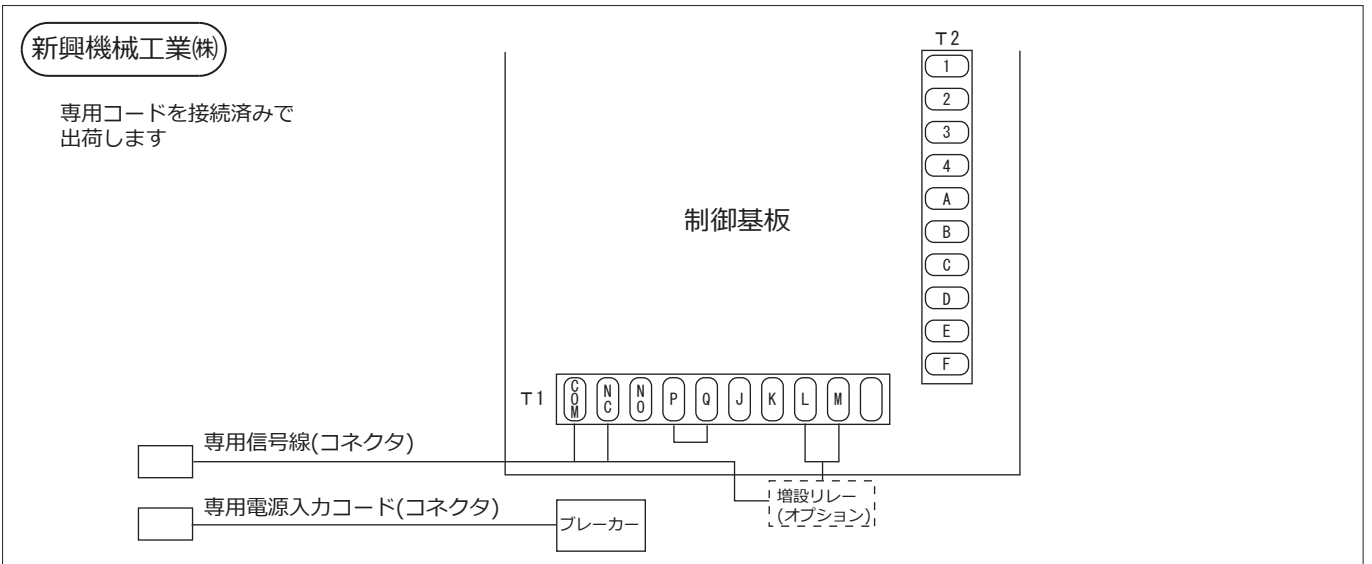 新興機械工業㈱
専用コードを接続済みで
出荷します
T2
1
2
3
4
A
B
C
D
E
F
制御基板
T1
COM
NC
NO
P
Q
J
K
L
M
専用信号線(コネクタ)
専用電源入力コード(コネクタ)
ブレーカー
増設リレー
(オプション)